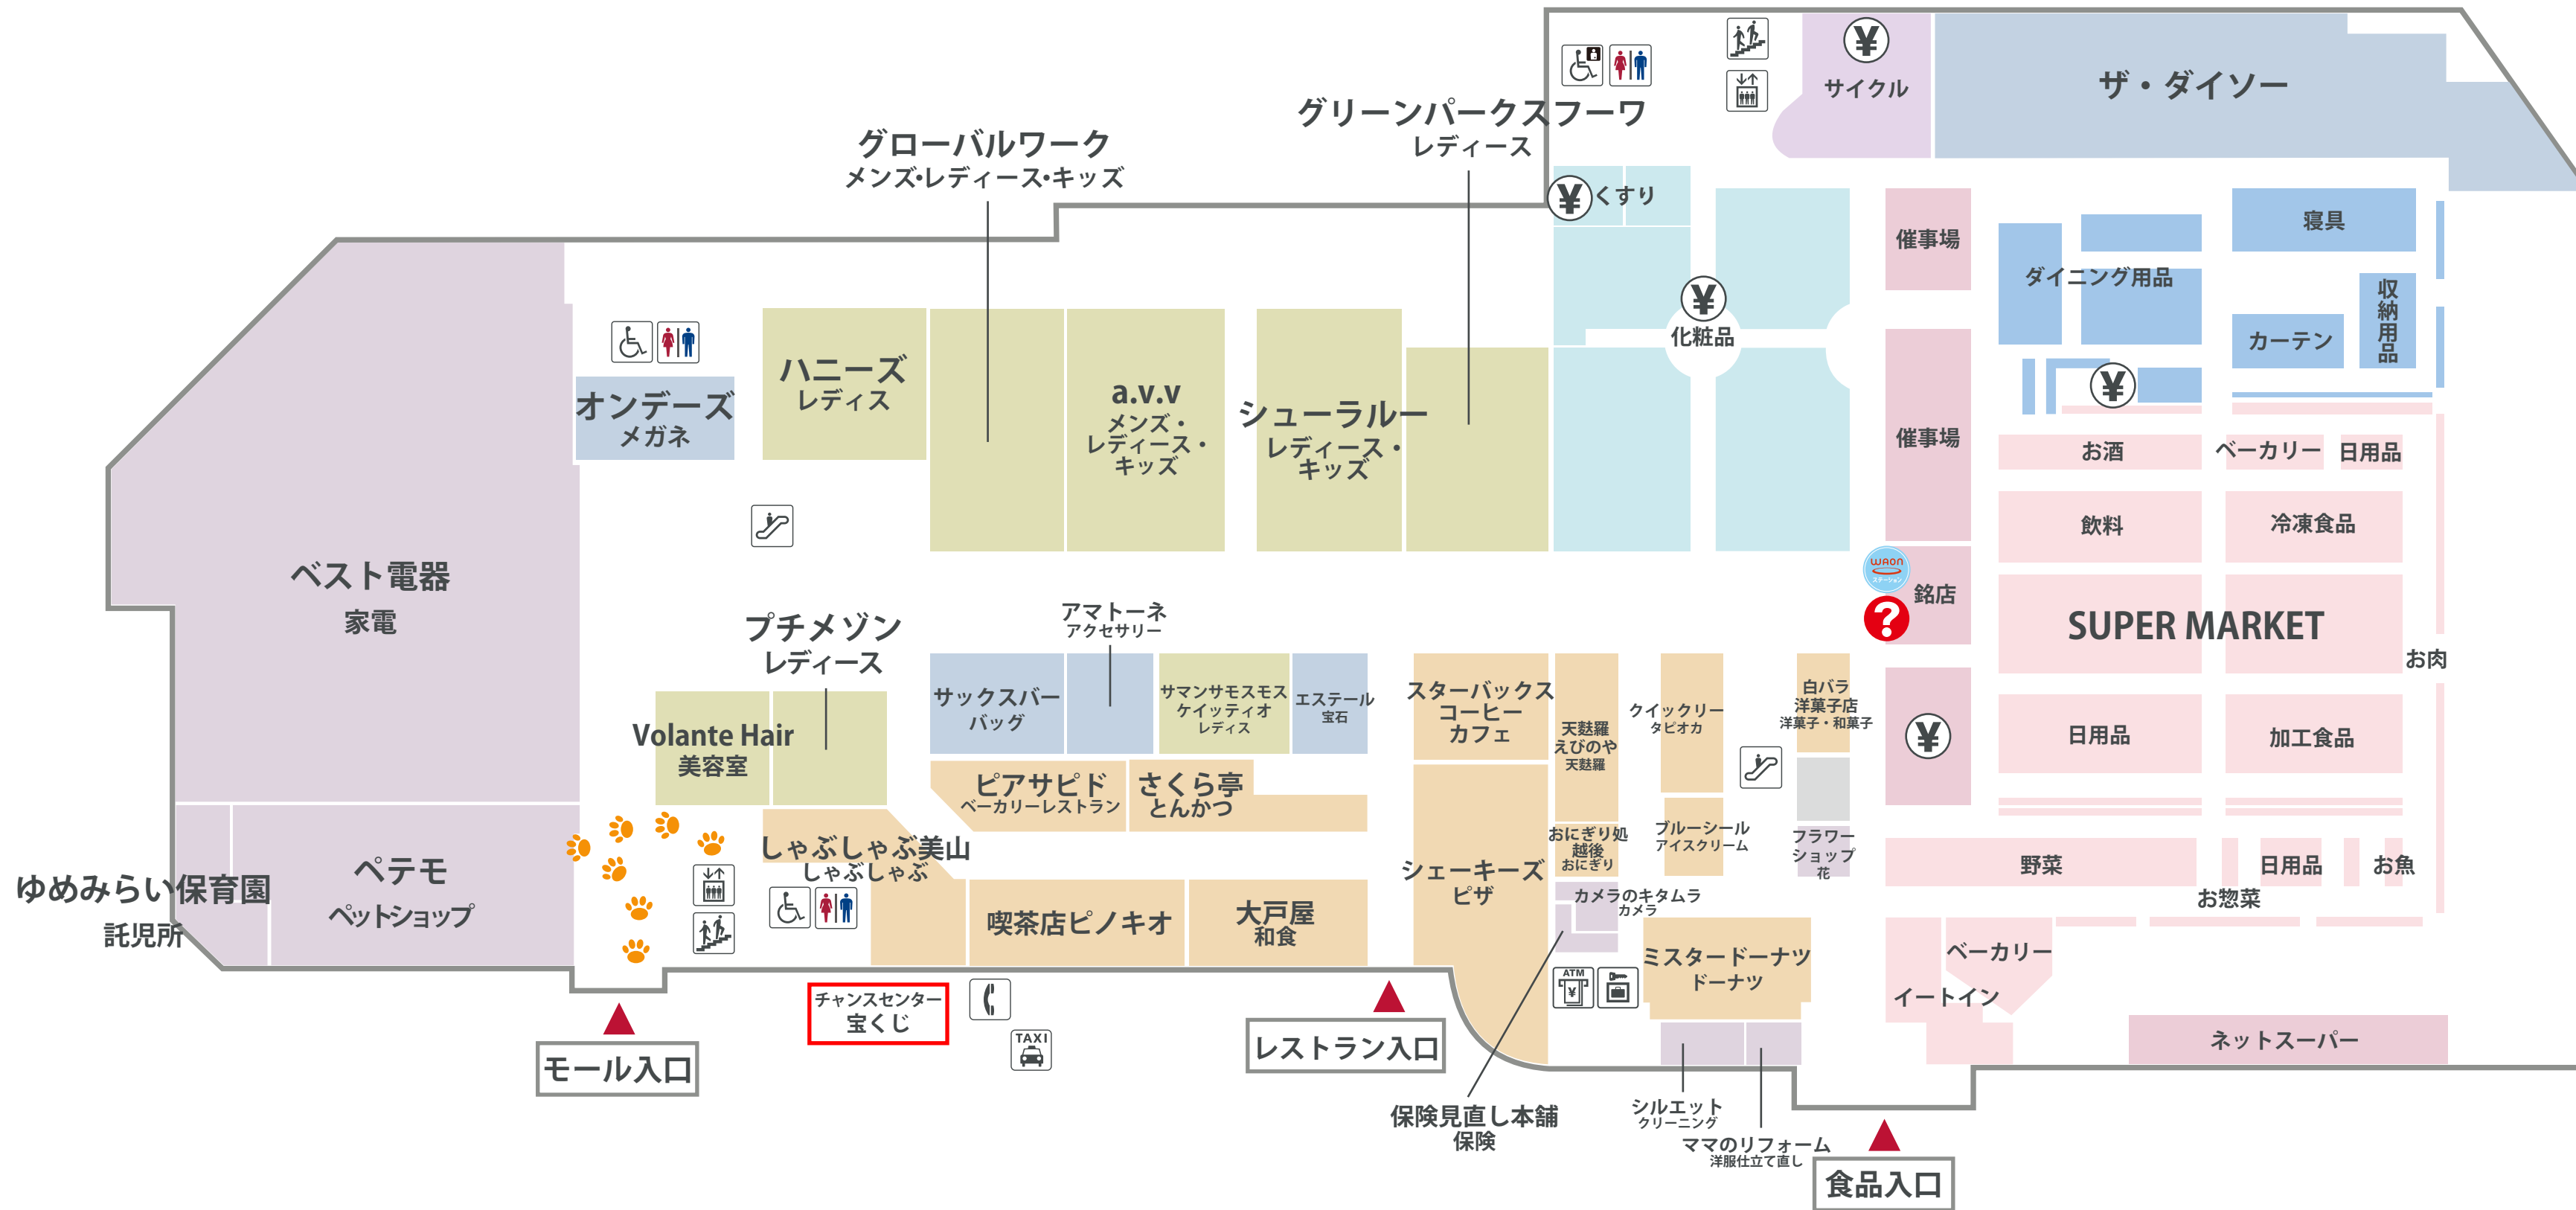 サイクル
ザ・ダイソー
グリーンパークスフーワ
レディース
グローバルワーク
メンズ・レディース・キッズ
¥
¥
くすり
催事場
ダイニング用品
寝具
収納用品
カーテン
¥
化粧品
¥
オンデーズ
メガネ
ハニーズ
レディス
a.v.v
メンズ・
レディース・
キッズ
シューラルー
レディース・
キッズ
催事場
お酒
ベーカリー
日用品
飲料
冷凍食品
WAON
ステーション
?
銘店
SUPER MARKET
お肉
ベスト電器
家電
プチメゾン
レディース
アマトーネ
アクセサリー
Volante Hair
美容室
サックスバー
バッグ
サマンサモスモス
ケイッティオ
レディス
エステール
宝石
スターバックス
コーヒー
カフェ
天麩羅
えびのや
天麩羅
クイックリー
タピオカ
白バラ
洋菓子店
洋菓子・和菓子
¥
日用品
加工食品
ピアサピド
ベーカリーレストラン
さくら亭
とんかつ
しゃぶしゃぶ美山
しゃぶしゃぶ
シェーキーズ
ピザ
おにぎり処
越後
おにぎり
ブルーシール
アイスクリーム
フラワー
ショップ
花
野菜
日用品
お魚
お惣菜
ゆめみらい保育園
託児所
ペテモ
ペットショップ
喫茶店ピノキオ
大戸屋
和食
カメラのキタムラ
カメラ
ミスタードーナツ
ドーナツ
ATM
¥
ベーカリー
イートイン
ネットスーパー
チャンスセンター
宝くじ
TAXI
モール入口
レストラン入口
保険見直し本舗
保険
シルエット
クリーニング
ママのリフォーム
洋服仕立て直し
食品入口